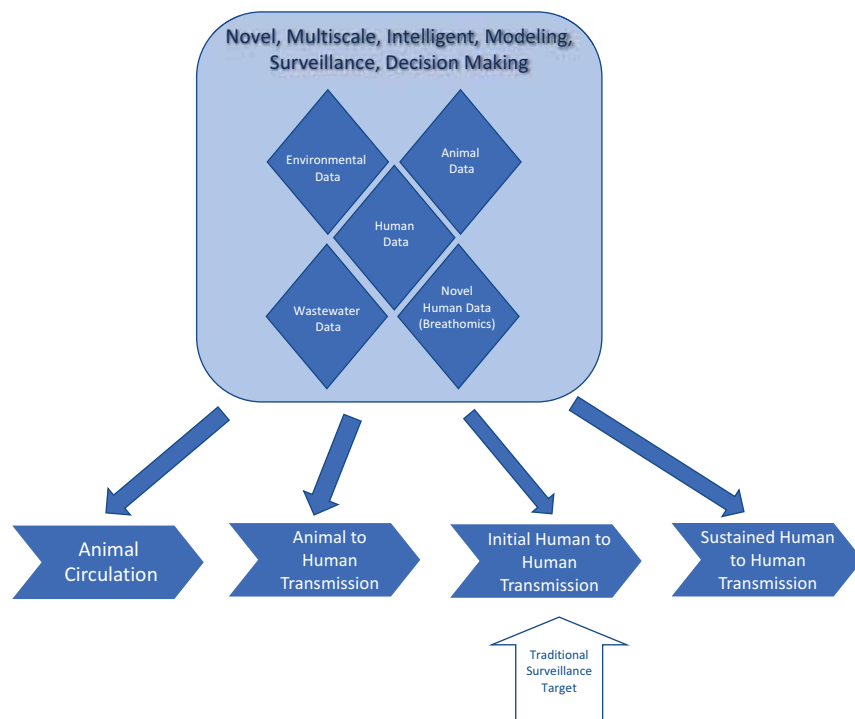 Novel, Multiscale, Intelligent, Modeling,
Surveillance, Decision Making
Environmental
Data
Animal
Data
Human
Data
Wastewater
Data
Novel
Human Data
(Breathomics)
Animal
Circulation
Animal to
Human
Transmission
Initial Human to
Human
Transmission
Sustained Human
to Human
Transmission
Traditional
Surveillance
Target